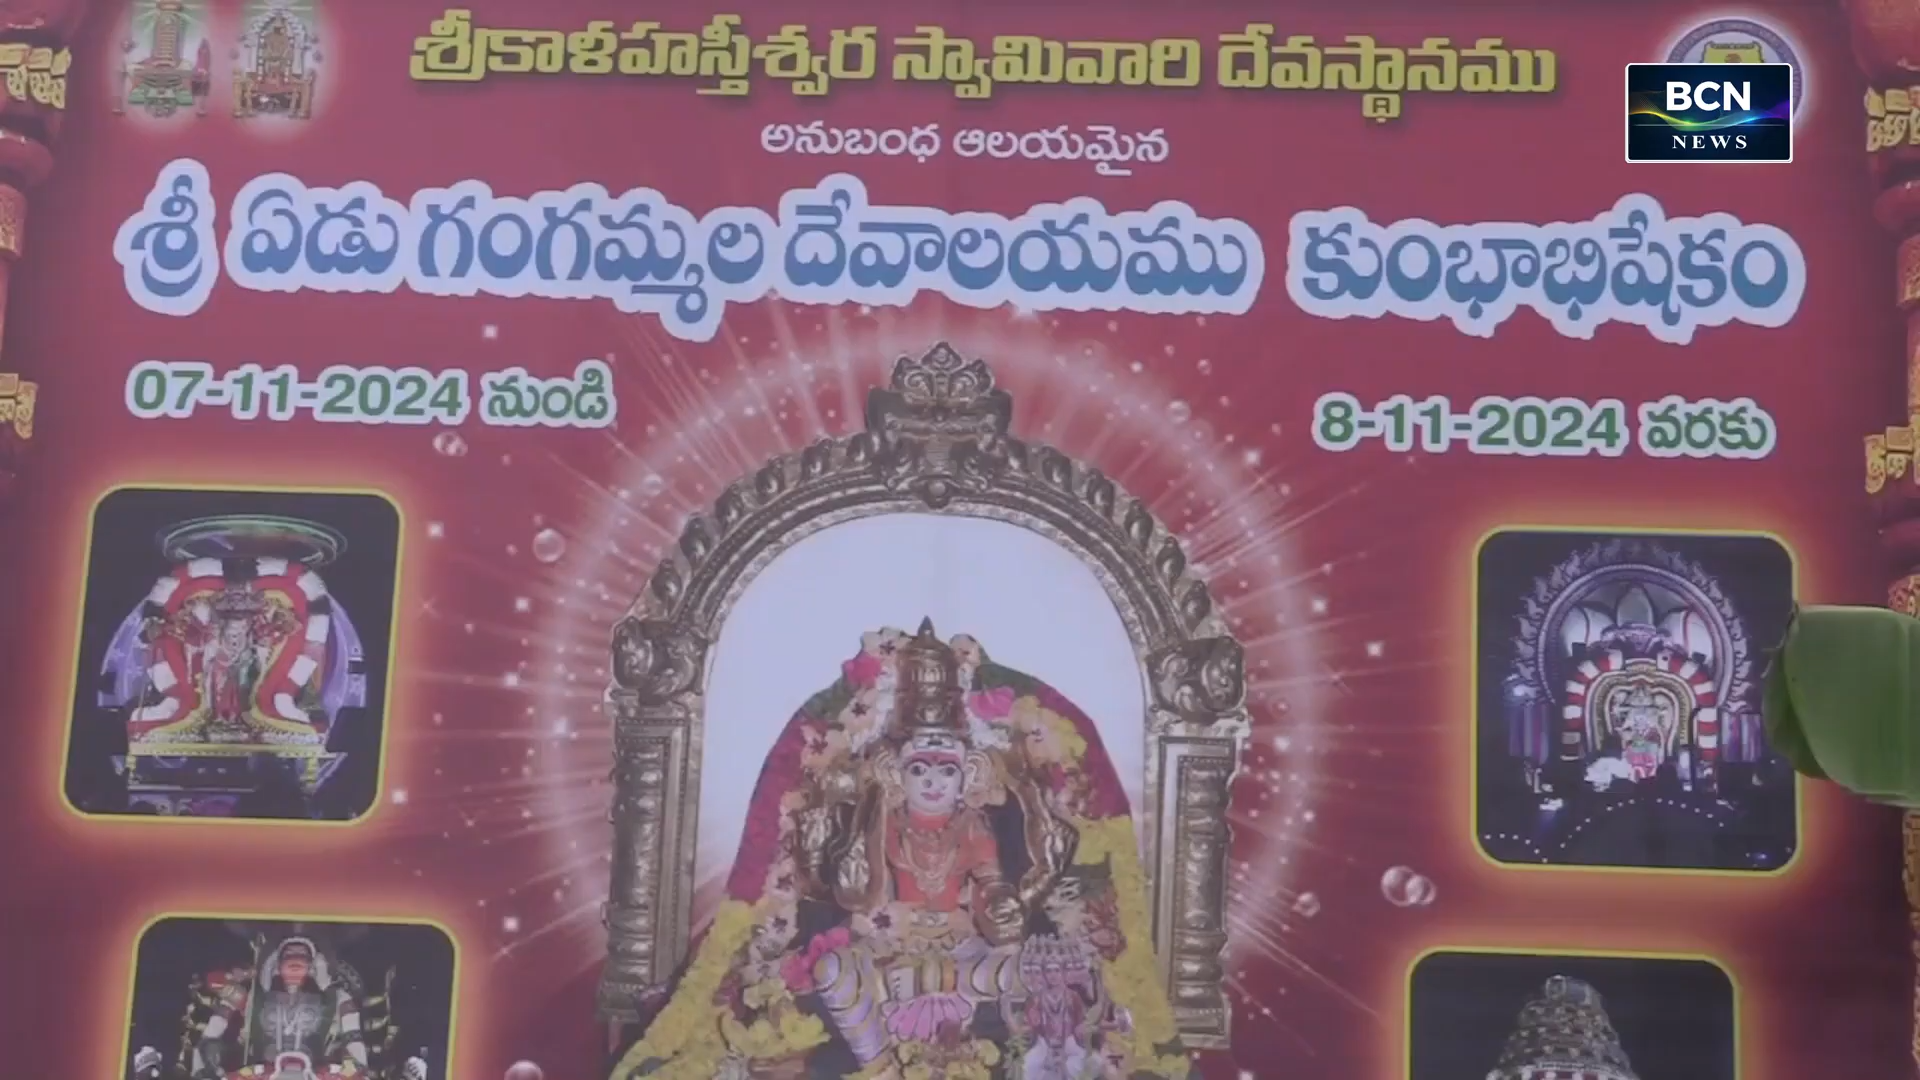 శ్రీకాళహస్తీశ్వర స్వామివారి దేవస్థానము
BCN
NEWS
అనుబంధ ఆలయమైన
శ్రీ ఏడు గంగమ్మల దేవాలయము కుంభాభిషేకం
07-11-2024 నుండి
8-11-2024 వరకు